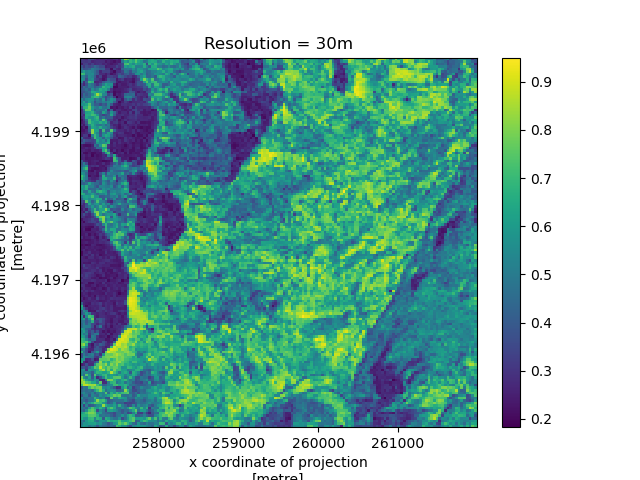 Resolution = 30m
1e6
4.199
4.198
4.197
4.196
y coordinate of projection
[metre]
258000 259000 260000 261000
x coordinate of projection
[metre]
0.9
0.8
0.7
0.6
0.5
0.4
0.3
0.2